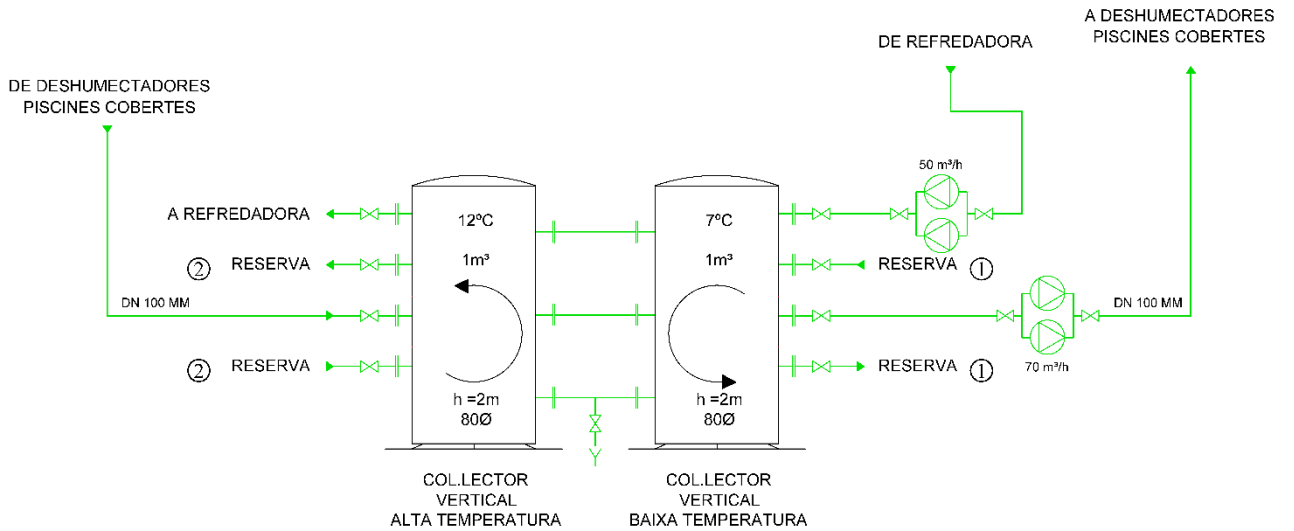 A DESHUMECTADORES
PISCINES COBERTES
DE REFREDADORA
DE DESHUMECTADORES
PISCINES COBERTES
50 m³/h
A REFREDADORA
12ºC
7ºC
2 RESERVA
1m³
1m³
RESERVA 1
DN 100 MM
DN 100 MM
2 RESERVA
RESERVA 1
70 m³/h
h =2m
80Ø
h =2m
80Ø
COL.LECTOR
VERTICAL
ALTA TEMPERATURA
COL.LECTOR
VERTICAL
BAIXA TEMPERATURA